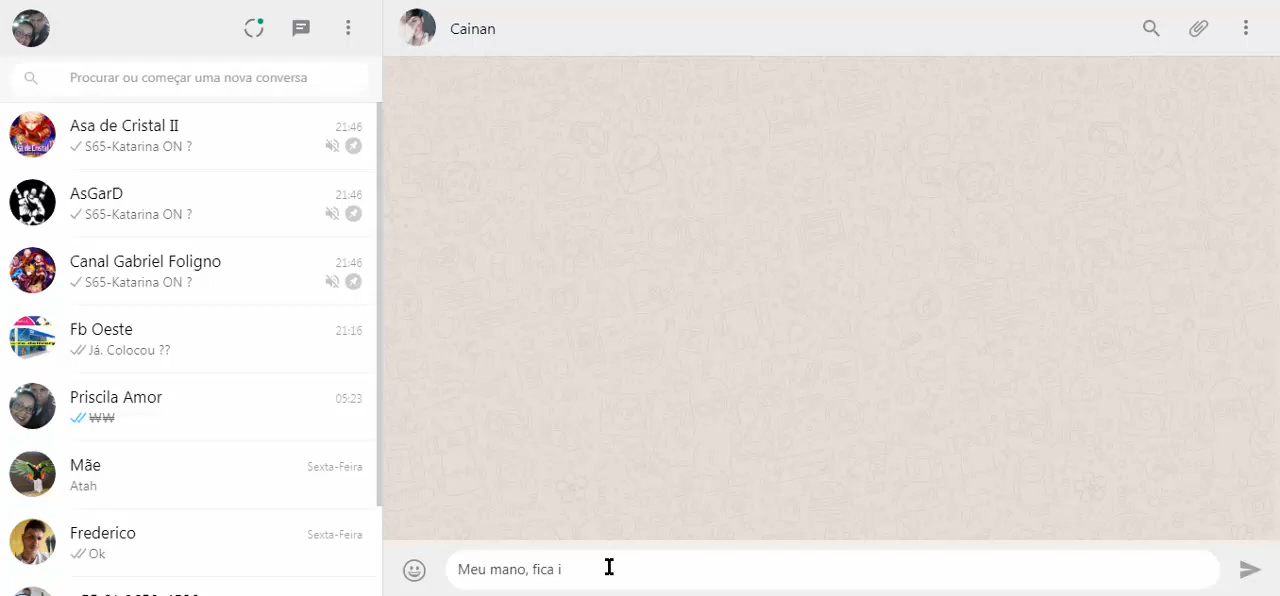 Cainan
Procurar ou começar uma nova conversa
Asa de Cristal II
21:46
S65-Katarina ON ?
AsGarD
21:46
S65-Katarina ON ?
Canal Gabriel Foligno
21:46
S65-Katarina ON ?
Fb Oeste
21:16
Já. Colocou ??
Priscila Amor
05:23
WW
Mãe
Sexta-Feira
Atah
Frederico
Sexta-Feira
Ok
Meu mano, fica i